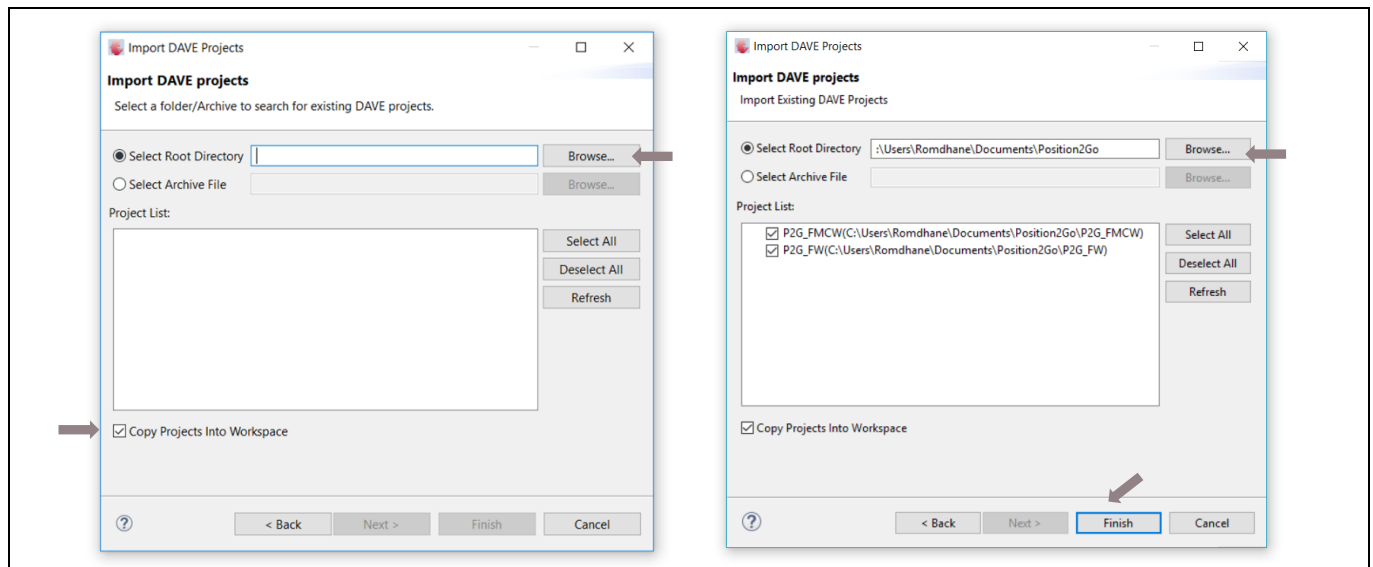 Import DAVE Projects
Import DAVE projects
Select a folder/Archive to search for existing DAVE projects.
Select Root Directory
Browse...
Select Archive File
Browse...
Project List:
Select All
Deselect All
Refresh
Copy Projects Into Workspace
< Back
Next >
Finish
Cancel
Import DAVE Projects
Import DAVE projects
Import Existing DAVE Projects
Select Root Directory
:\Users\Romdhane\Documents\Position2Go
Browse...
Select Archive File
Browse...
Project List:
P2G_FMCW(C:\Users\Romdhane\Documents\Position2Go\P2G_FMCW)
P2G_FW(C:\Users\Romdhane\Documents\Position2Go\P2G_FW)
Select All
Deselect All
Refresh
Copy Projects Into Workspace
< Back
Next >
Finish
Cancel